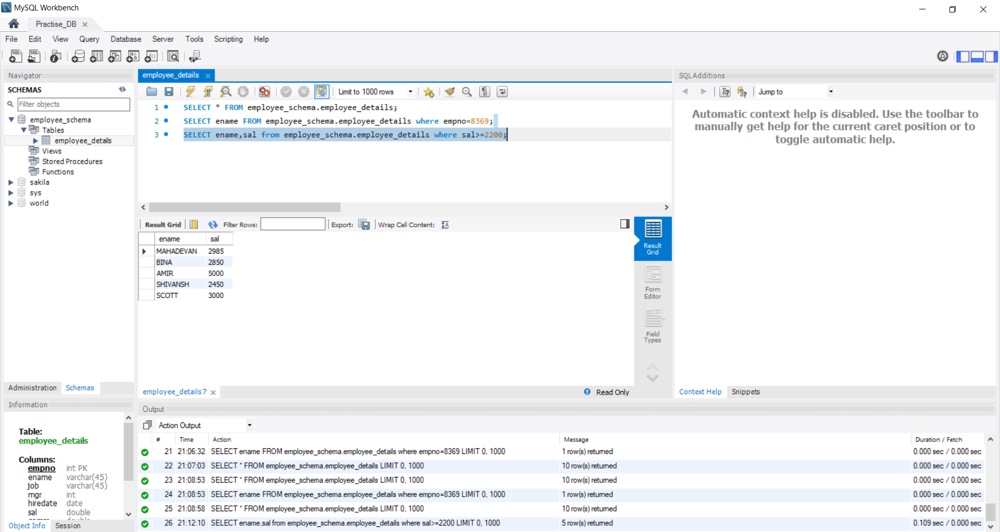 MySQL Workbench
Practise_DB
File Edit View Query Database Server Tools Scripting Help
Navigator
SCHEMAS
Filter objects
employee_schema
Tables
employee_details
Views
Stored Procedures
Functions
sakila
sys
world
Administration Schemas
Information
Table:
employee_details
Columns:
empno int PK
ename varchar(45)
job varchar(45)
mgr int
hiredate date
sal double
Object Info Session
employee_details
Limit to 1000 rows
1 SELECT * FROM employee_schema.employee_details;
2 SELECT ename FROM employee_schema.employee_details where empno=8369;
3 SELECT ename,sal from employee_schema.employee_details where sal>=2200;
Result Grid Filter Rows: Export: Wrap Cell Content:
ename sal
MAHADEVAN 2985
BINA 2850
AMIR 5000
SHIVANSH 2450
SCOTT 3000
Result Grid
Form Editor
Field Types
employee_details7
Read Only
SQLAdditions
Jump to
Automatic context help is disabled. Use the toolbar to
manually get help for the current caret position or to
toggle automatic help.
Context Help Snippets
Output
Action Output
# Time Action Message Duration / Fetch
21 21:06:32 SELECT ename FROM employee_schema.employee_details where empno=8369 LIMIT 0, 1000 1 row(s) returned 0.000 sec / 0.000 sec
22 21:07:03 SELECT * FROM employee_schema.employee_details LIMIT 0, 1000 10 row(s) returned 0.000 sec / 0.000 sec
23 21:08:53 SELECT * FROM employee_schema.employee_details LIMIT 0, 1000 10 row(s) returned 0.000 sec / 0.000 sec
24 21:08:53 SELECT ename FROM employee_schema.employee_details where empno=8369 LIMIT 0, 1000 1 row(s) returned 0.000 sec / 0.000 sec
25 21:08:58 SELECT * FROM employee_schema.employee_details LIMIT 0, 1000 10 row(s) returned 0.000 sec / 0.000 sec
26 21:12:10 SELECT ename,sal from employee_schema.employee_details where sal>=2200 LIMIT 0, 1000 5 row(s) returned 0.109 sec / 0.000 sec